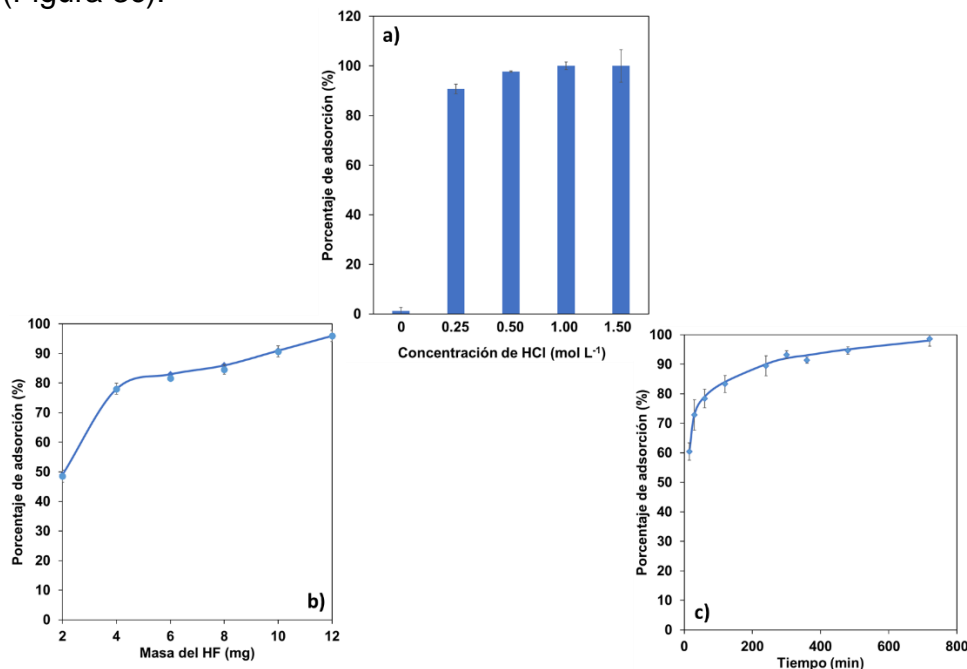 (Figura 36).
a)
Porcentaje de adsorción (%)
120
100
80
60
40
20
0
0 0.25 0.50 1.00 1.50
Concentración de HCl (mol L-1)
Porcentaje de adsorción (%)
100
90
80
70
60
50
40
30
20
10
0
b)
2 4 6 8 10 12
Masa del HF (mg)
Porcentaje de adsorción (%)
100
90
80
70
60
50
40
30
20
10
0
c)
0 200 400 600 800
Tiempo (min)